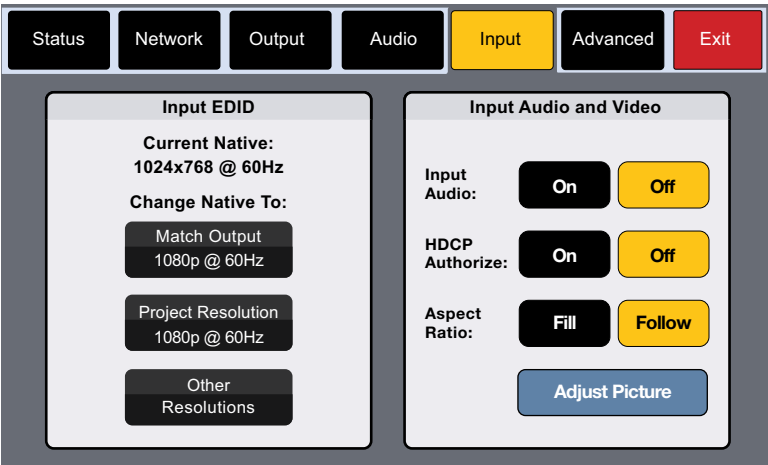 Status Network Output Audio Input Advanced Exit
Input EDID
Current Native:
1024x768 @ 60Hz
Change Native To:
Match Output
1080p @ 60Hz
Project Resolution
1080p @ 60Hz
Other
Resolutions
Input Audio and Video
Input
Audio:
On Off
HDCP
Authorize:
On Off
Aspect
Ratio:
Fill Follow
Adjust Picture